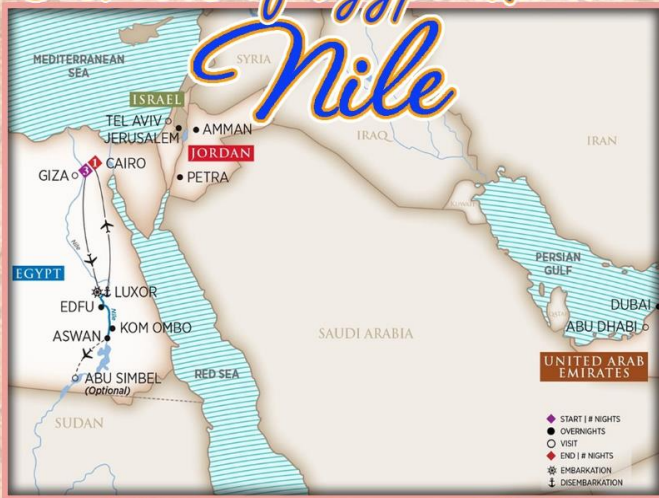 Nile
MEDITERRANEAN
SEA
SYRIA
ISRAEL
TEL AVIV
JERUSALEM
AMMAN
IRAQ
IRAN
JORDAN
GIZA
3
1
CAIRO
PETRA
KUWAIT
Nile
PERSIAN
GULF
EGYPT
LUXOR
EDFU
Nile
KOM OMBO
ASWAN
DUBAI
ABU DHABI
SAUDI ARABIA
UNITED ARAB
EMIRATES
ABU SIMBEL
(Optional)
RED SEA
SUDAN
START | # NIGHTS
OVERNIGHTS
VISIT
END | # NIGHTS
EMBARKATION
DISEMBARKATION